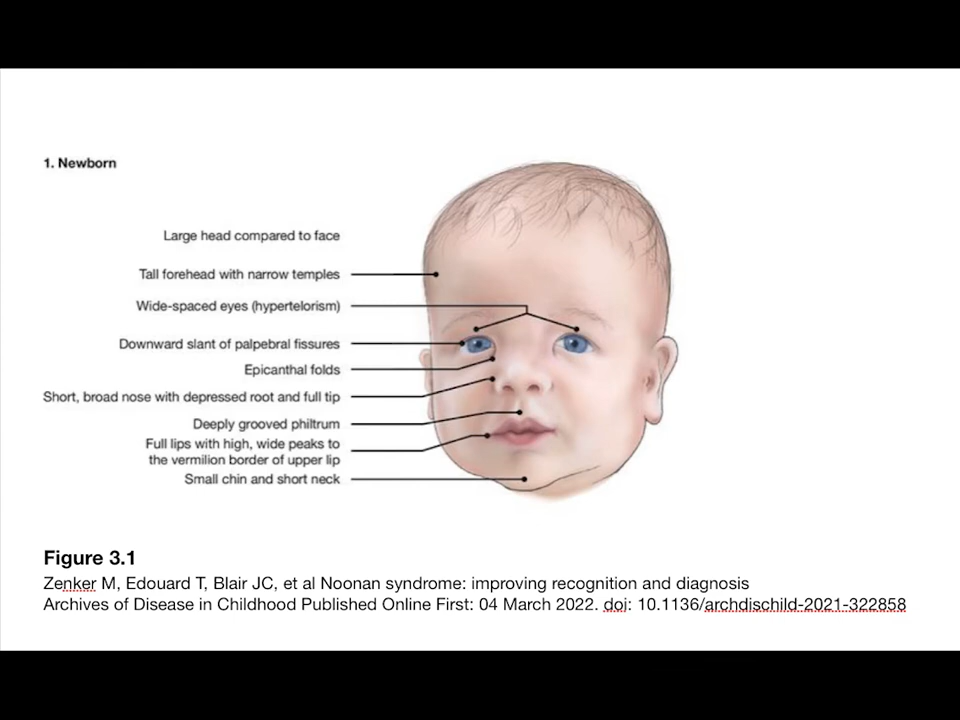 1. Newborn
Large head compared to face
Tall forehead with narrow temples
Wide-spaced eyes (hypertelorism)
Downward slant of palpebral fissures
Epicanthal folds
Short, broad nose with depressed root and full tip
Deeply grooved philtrum
Full lips with high, wide peaks to
the vermilion border of upper lip
Small chin and short neck
Figure 3.1
Zenker M, Edouard T, Blair JC, et al Noonan syndrome: improving recognition and diagnosis
Archives of Disease in Childhood Published Online First: 04 March 2022. doi: 10.1136/archdischild-2021-322858